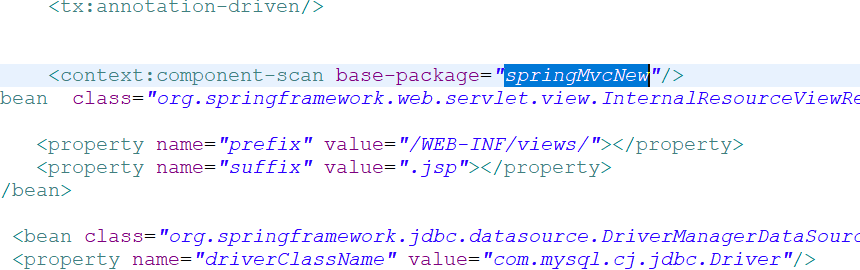 <tx:annotation-driven/>
<context:component-scan base-package="springMvcNew"/>
bean  class="org.springframework.web.servlet.view.InternalResourceViewRe
<property name="prefix" value="/WEB-INF/views/"></property>
<property name="suffix" value=".jsp"></property>
/bean>
<bean class="org.springframework.jdbc.datasource.DriverManagerDataSour
<property name="driverClassName" value="com.mysql.cj.jdbc.Driver"/>